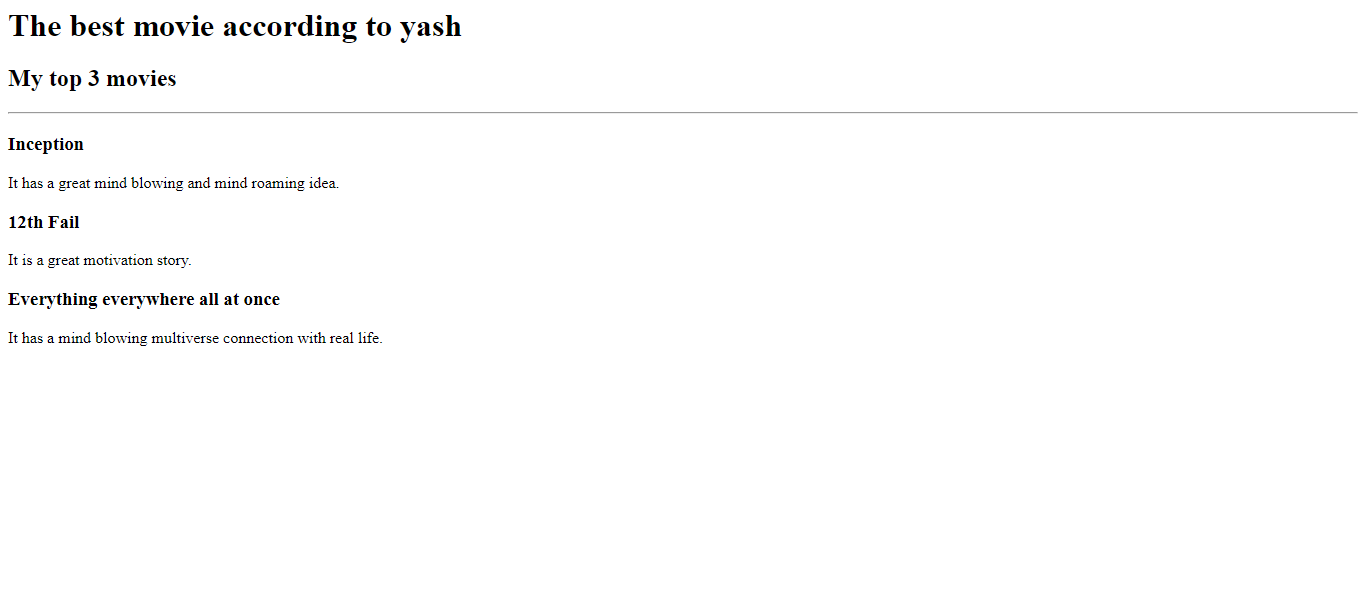 The best movie according to yash
My top 3 movies
Inception
It has a great mind blowing and mind roaming idea.
12th Fail
It is a great motivation story.
Everything everywhere all at once
It has a mind blowing multiverse connection with real life.